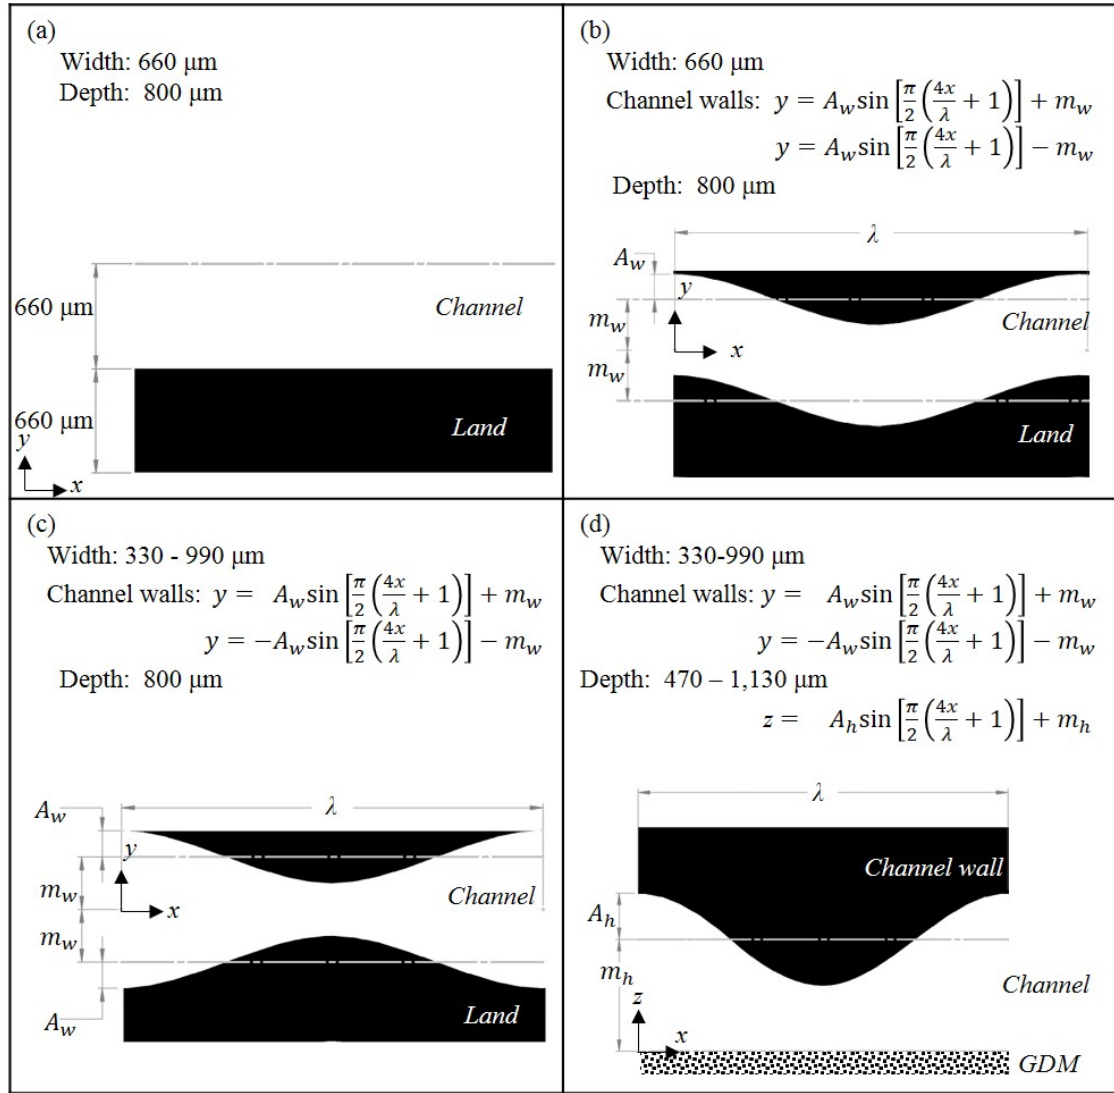 (a)
Width: 660 μm
Depth: 800 μm
660 μm
Channel
660 μm
Land
y
x
(b)
Width: 660 μm
Channel walls: y = A_w sin [π/2 (4x/λ + 1)] + m_w
y = A_w sin [π/2 (4x/λ + 1)] − m_w
Depth: 800 μm
λ
A_w
y
m_w
Channel
x
m_w
Land
(c)
Width: 330 - 990 μm
Channel walls: y = A_w sin [π/2 (4x/λ + 1)] + m_w
y = −A_w sin [π/2 (4x/λ + 1)] − m_w
Depth: 800 μm
λ
A_w
y
m_w
Channel
x
m_w
A_w
Land
(d)
Width: 330-990 μm
Channel walls: y = A_w sin [π/2 (4x/λ + 1)] + m_w
y = −A_w sin [π/2 (4x/λ + 1)] − m_w
Depth: 470 – 1,130 μm
z = A_h sin [π/2 (4x/λ + 1)] + m_h
λ
Channel wall
A_h
m_h
Channel
z
x
GDM